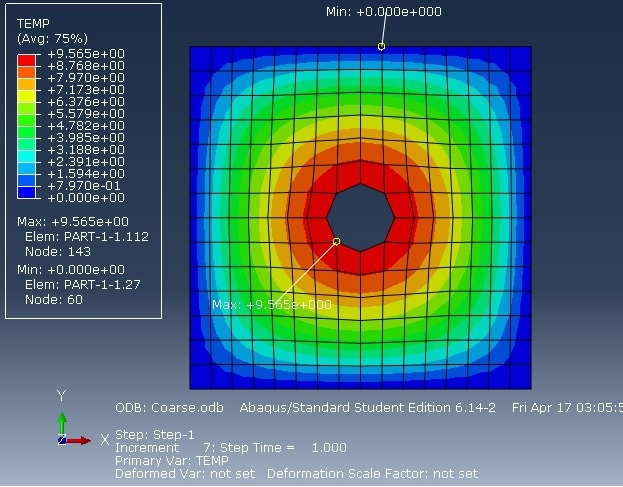 Min: +0.000e+000
TEMP
(Avg: 75%)
+9.565e+00
+8.768e+00
+7.970e+00
+7.173e+00
+6.376e+00
+5.579e+00
+4.782e+00
+3.985e+00
+3.188e+00
+2.391e+00
+1.594e+00
+7.970e-01
+0.000e+00
Max: +9.565e+00
Elem: PART-1-1.112
Node: 143
Min: +0.000e+00
Elem: PART-1-1.27
Node: 60
Max: +9.565e+000
Y
X
ODB: Coarse.odb Abaqus/Standard Student Edition 6.14-2 Fri Apr 17 03:05:5
Step: Step-1
Increment 7: Step Time = 1.000
Primary Var: TEMP
Deformed Var: not set Deformation Scale Factor: not set